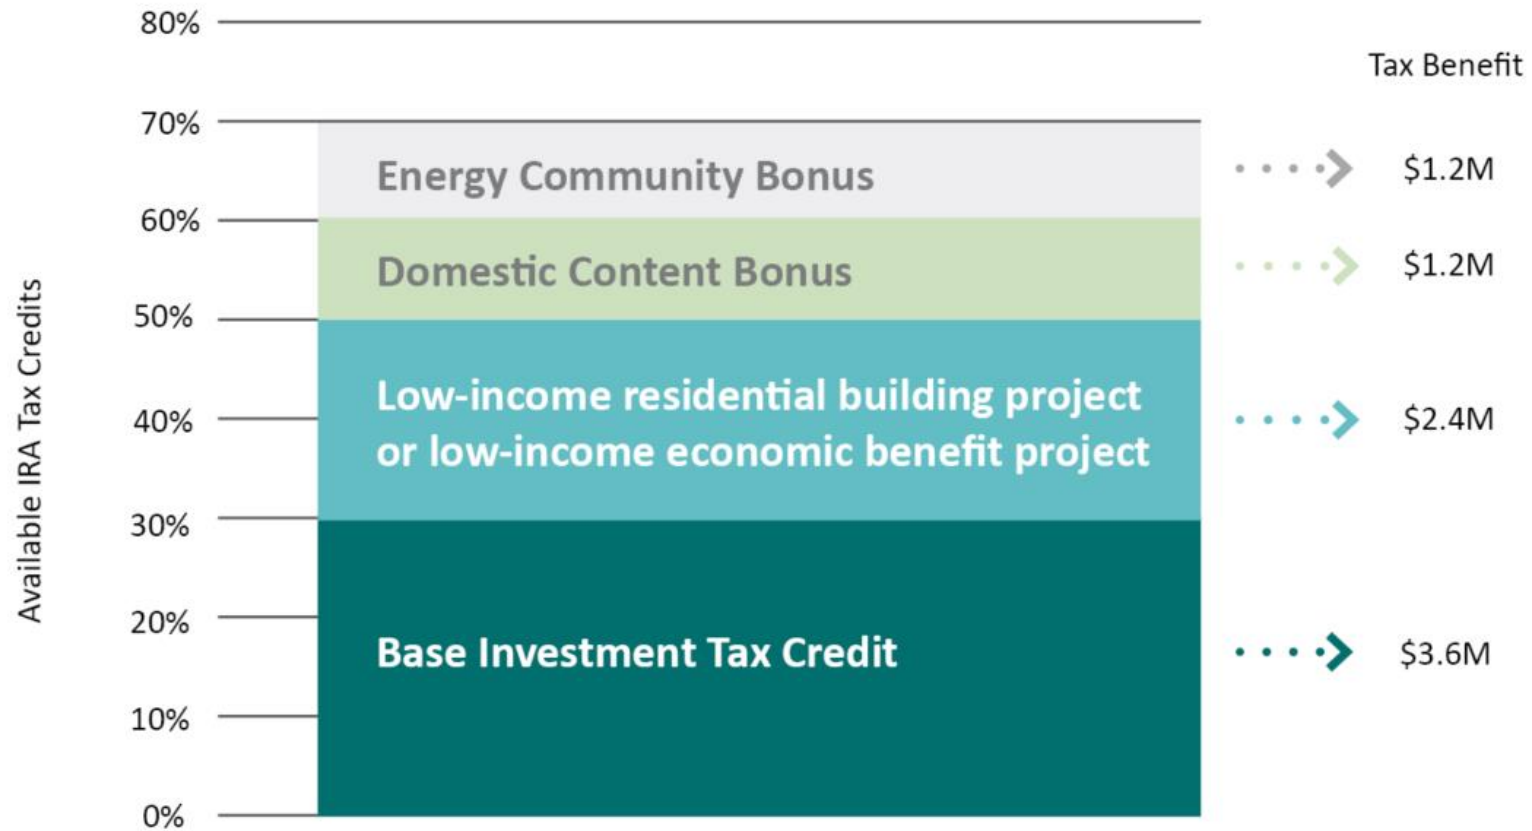 80%
Tax Benefit
70%
Energy Community Bonus
$1.2M
60%
Domestic Content Bonus
$1.2M
50%
Low-income residential building project
or low-income economic benefit project
40%
$2.4M
30%
Available IRA Tax Credits
20%
Base Investment Tax Credit
$3.6M
10%
0%